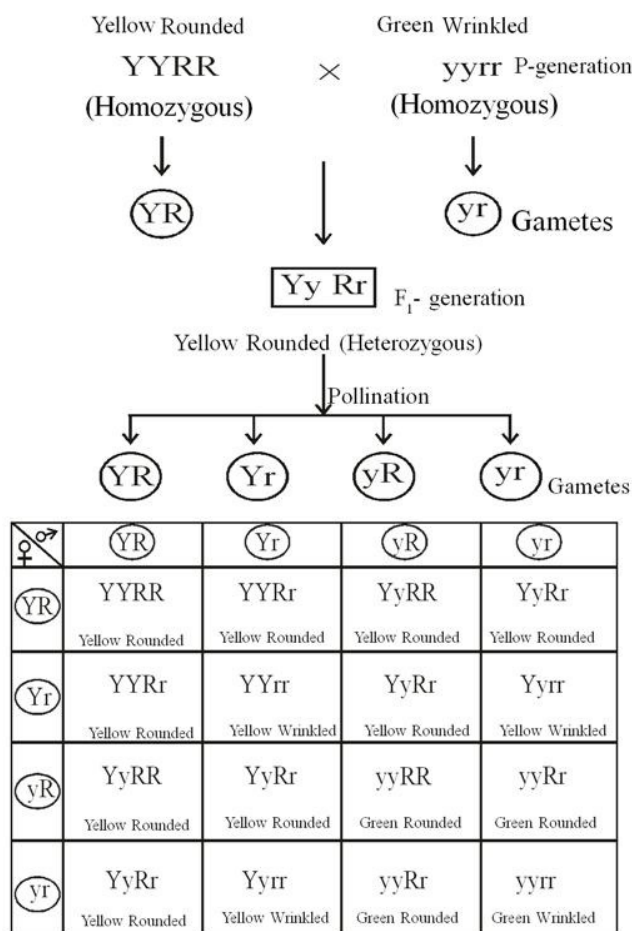 Yellow Rounded Green Wrinkled
YYRR × yyrr P-generation
(Homozygous) (Homozygous)
YR yr Gametes
Yy Rr F1- generation
Yellow Rounded (Heterozygous)
Pollination
YR Yr yR yr Gametes
♀ ♂ YR Yr yR yr
YR YYRR YYRr YyRR YyRr
Yellow Rounded Yellow Rounded Yellow Rounded Yellow Rounded
Yr YYRr YYrr YyRr Yyrr
Yellow Rounded Yellow Wrinkled Yellow Rounded Yellow Wrinkled
yR YyRR YyRr yyRR yyRr
Yellow Rounded Yellow Rounded Green Rounded Green Rounded
yr YyRr Yyrr yyRr yyrr
Yellow Rounded Yellow Wrinkled Green Rounded Green Wrinkled